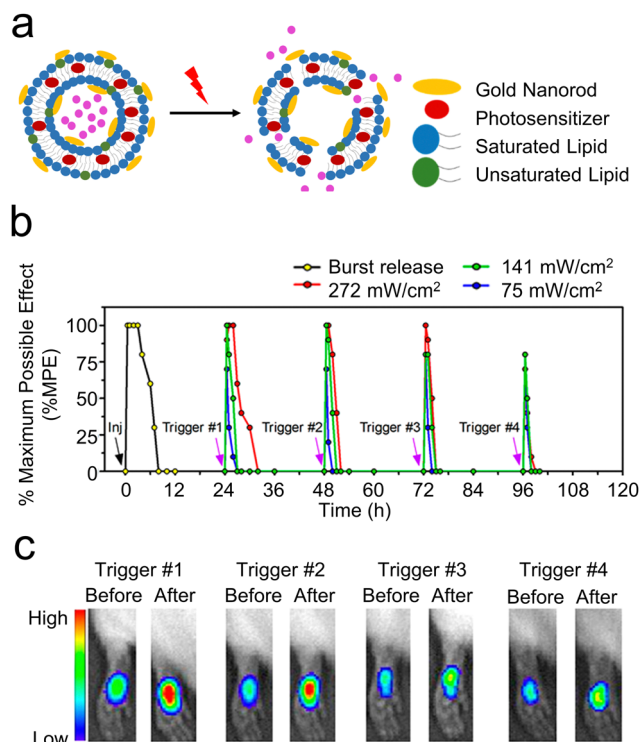 a
Gold Nanorod
Photosensitizer
Saturated Lipid
Unsaturated Lipid
b
Burst release
141 mW/cm²
272 mW/cm²
75 mW/cm²
% Maximum Possible Effect
(%MPE)
100
75
50
25
0
Inj
Trigger #1
Trigger #2
Trigger #3
Trigger #4
0 12 24 36 48 60 72 84 96 108 120
Time (h)
c
Trigger #1 Trigger #2 Trigger #3 Trigger #4
Before After Before After Before After Before After
High
Low